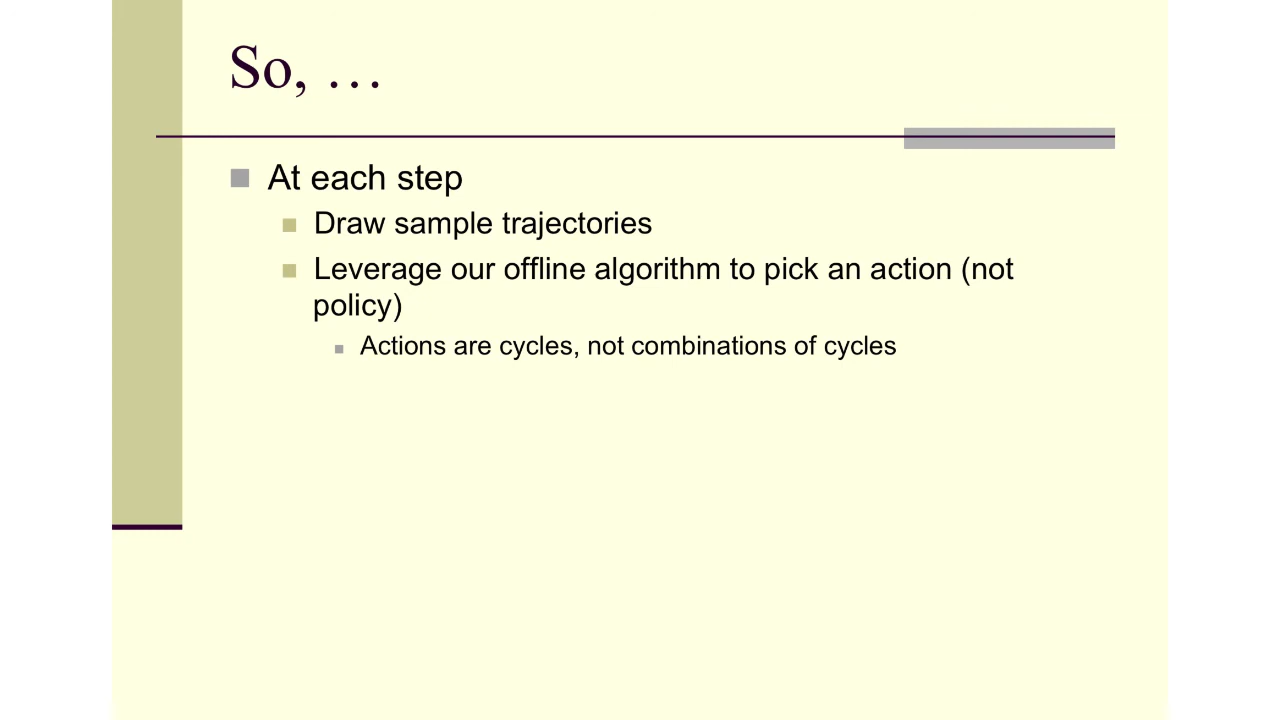 So, …
At each step
Draw sample trajectories
Leverage our offline algorithm to pick an action (not
policy)
Actions are cycles, not combinations of cycles